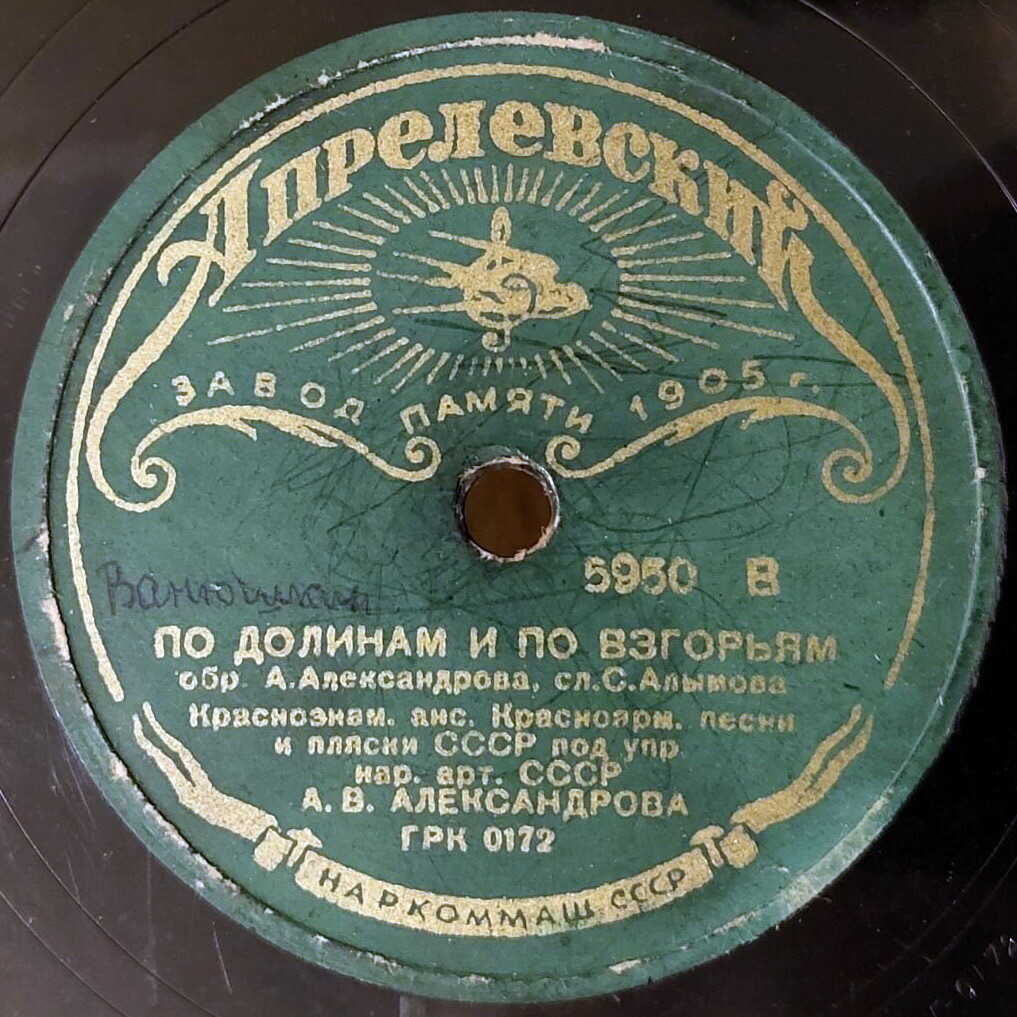 Апрелевский
ЗАВОД ПАМЯТИ 1905 г.
5950 В
ПО ДОЛИНАМ И ПО ВЗГОРЬЯМ
обр А.Александрова, сл.С.Алымова
Краснознам. анс. Красноярм. песни
и пляски СССР под упр
нар. арт. СССР
А. В. АЛЕКСАНДРОВА
ГРК 0172
НАРКОММАШ СССР